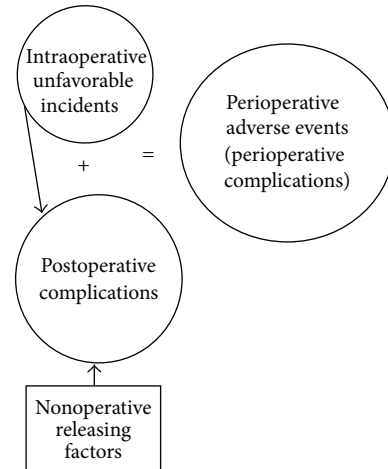 Intraoperative
unfavorable
incidents
+
=
Perioperative
adverse events
(perioperative
complications)
Postoperative
complications
Nonoperative
releasing
factors